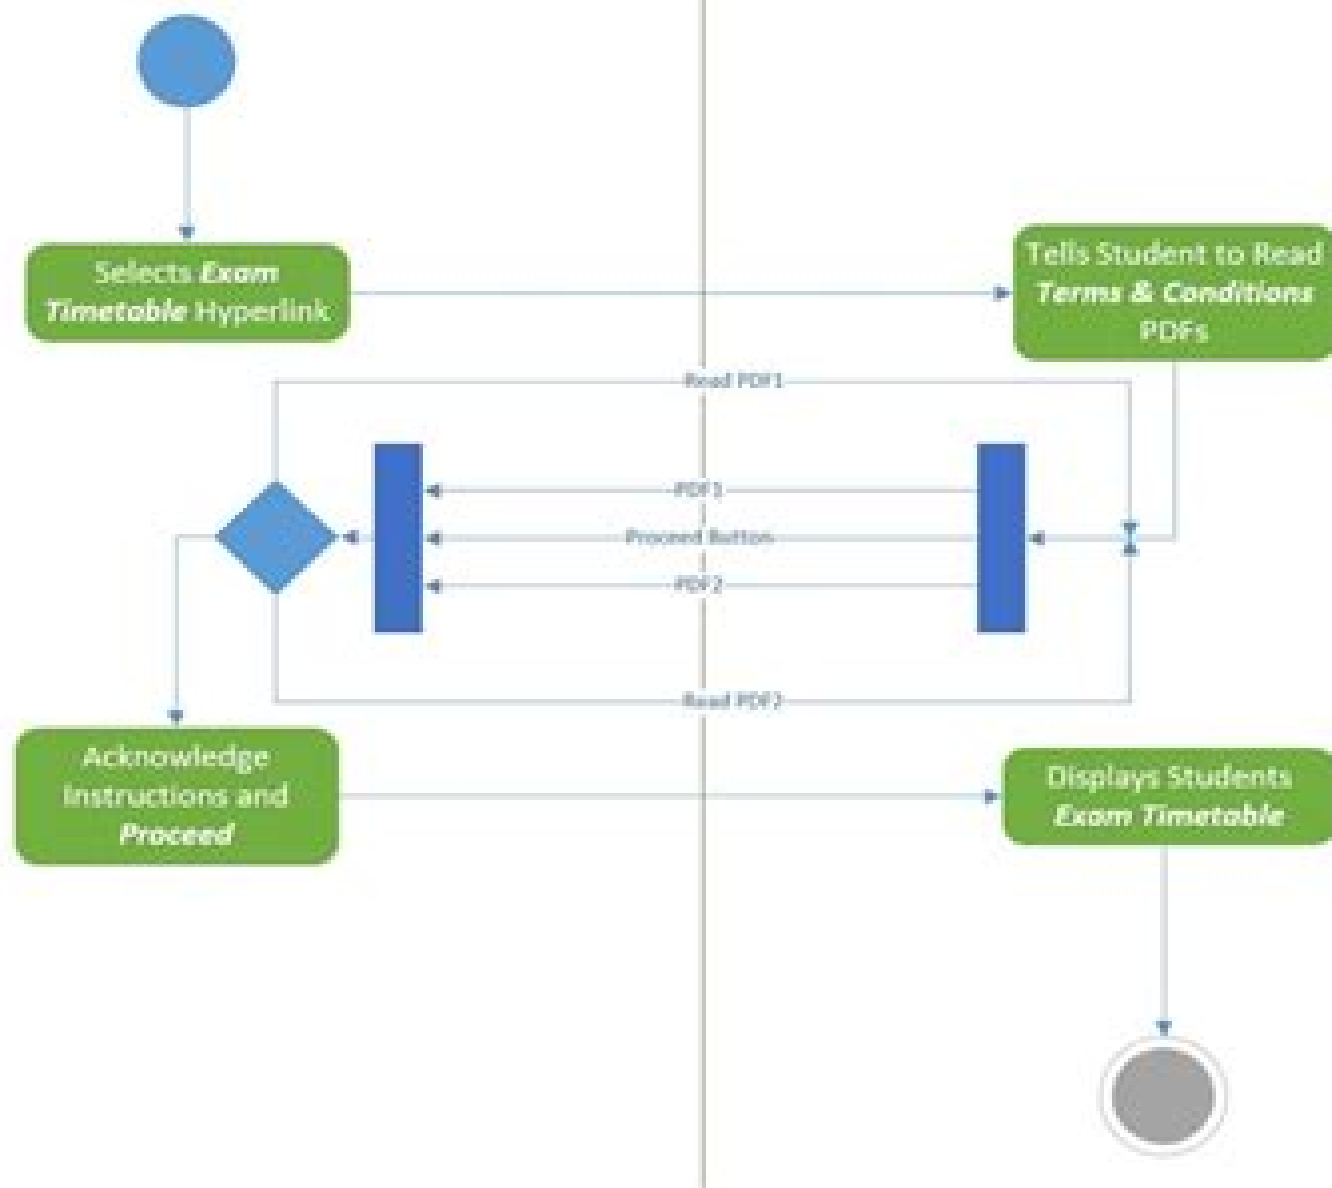 Selects Exam
Timetable Hyperlink
Tells Student to Read
Terms & Conditions
PDFs
Read PDF1
PDF1
Proceed Button
PDF2
Read PDF2
Acknowledge
Instructions and
Proceed
Displays Students
Exam Timetable